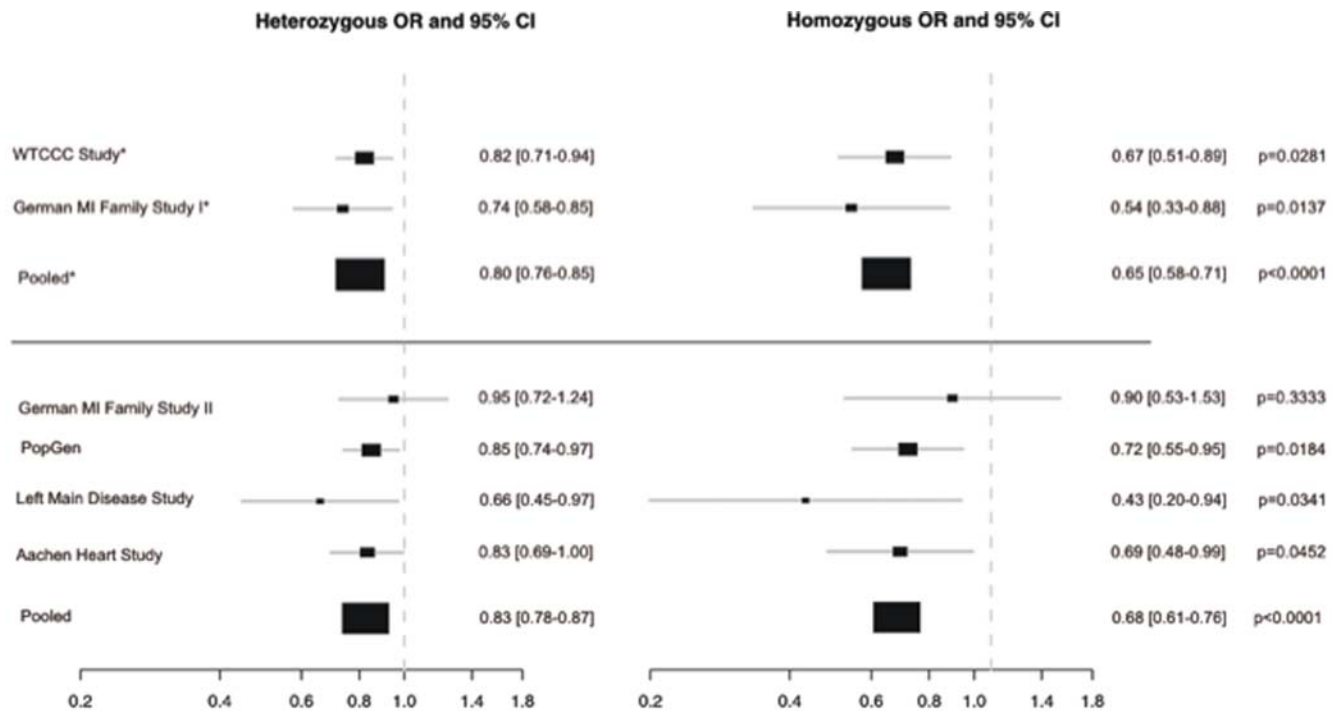 Heterozygous OR and 95% CI Homozygous OR and 95% CI
WTCCC Study* 0.82 [0.71-0.94] 0.67 [0.51-0.89] p=0.0281
German MI Family Study I* 0.74 [0.58-0.85] 0.54 [0.33-0.88] p=0.0137
Pooled* 0.80 [0.76-0.85] 0.65 [0.58-0.71] p<0.0001
German MI Family Study II 0.95 [0.72-1.24] 0.90 [0.53-1.53] p=0.3333
PopGen 0.85 [0.74-0.97] 0.72 [0.55-0.95] p=0.0184
Left Main Disease Study 0.66 [0.45-0.97] 0.43 [0.20-0.94] p=0.0341
Aachen Heart Study 0.83 [0.69-1.00] 0.69 [0.48-0.99] p=0.0452
Pooled 0.83 [0.78-0.87] 0.68 [0.61-0.76] p<0.0001
0.2 0.4 0.6 0.8 1.0 1.4 1.8 0.2 0.4 0.6 0.8 1.0 1.4 1.8